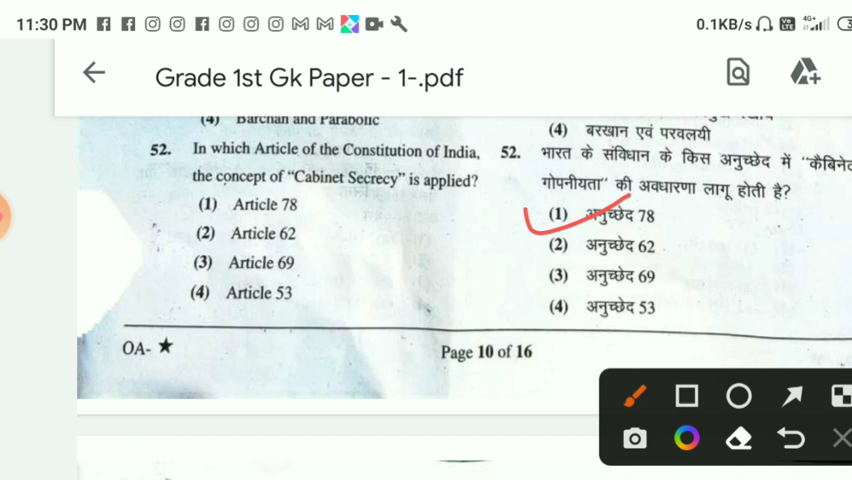 11:30 PM
0.1KB/s
Vo LTE
4G+
Grade 1st Gk Paper - 1-.pdf
(4) Barchan and Parabolic
52. In which Article of the Constitution of India,
the concept of “Cabinet Secrecy” is applied?
(1) Article 78
(2) Article 62
(3) Article 69
(4) Article 53
(4) बरखान एवं परवलयी
52. भारत के संविधान के किस अनुच्छेद में “कैबिनेट
गोपनीयता” की अवधारणा लागू होती है?
(1) अनुच्छेद 78
(2) अनुच्छेद 62
(3) अनुच्छेद 69
(4) अनुच्छेद 53
OA- ★
Page 10 of 16